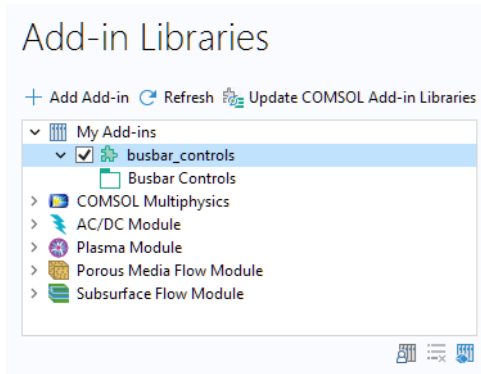 Add-in Libraries
Add Add-in Refresh Update COMSOL Add-in Libraries
My Add-ins
busbar_controls
Busbar Controls
COMSOL Multiphysics
AC/DC Module
Plasma Module
Porous Media Flow Module
Subsurface Flow Module